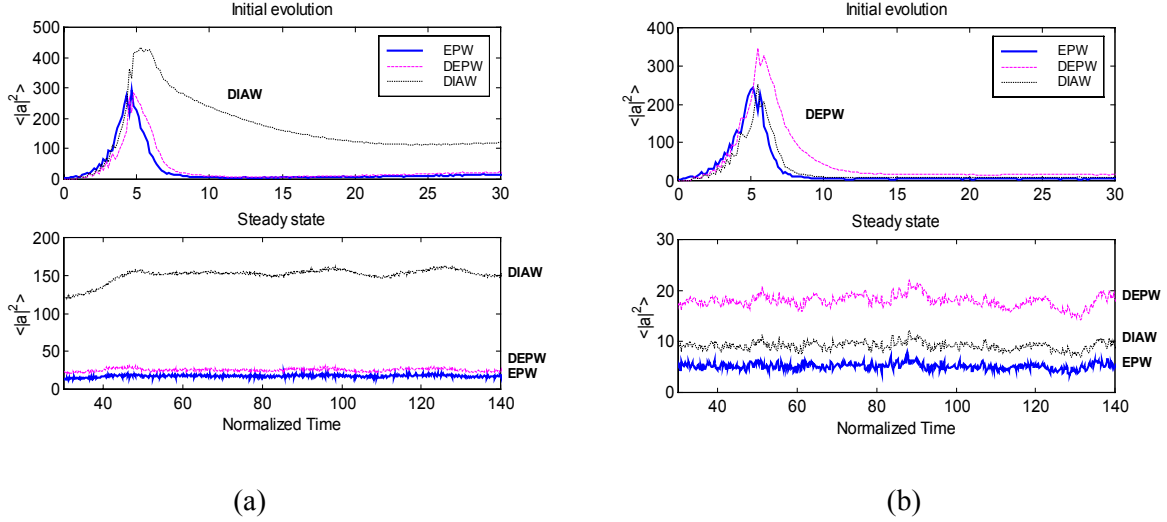 Initial evolution
500
400
300
200
100
0
<|a|²>
EPW
DEPW
DIAW
DIAW
0 5 10 15 20 25 30
Steady state
200
150
100
50
0
<|a|²>
DIAW
DEPW
EPW
40 60 80 100 120 140
Normalized Time
(a)
Initial evolution
400
300
200
100
0
<|a|²>
EPW
DEPW
DIAW
DEPW
0 5 10 15 20 25 30
Steady state
30
20
10
0
<|a|²>
DEPW
DIAW
EPW
40 60 80 100 120 140
Normalized Time
(b)